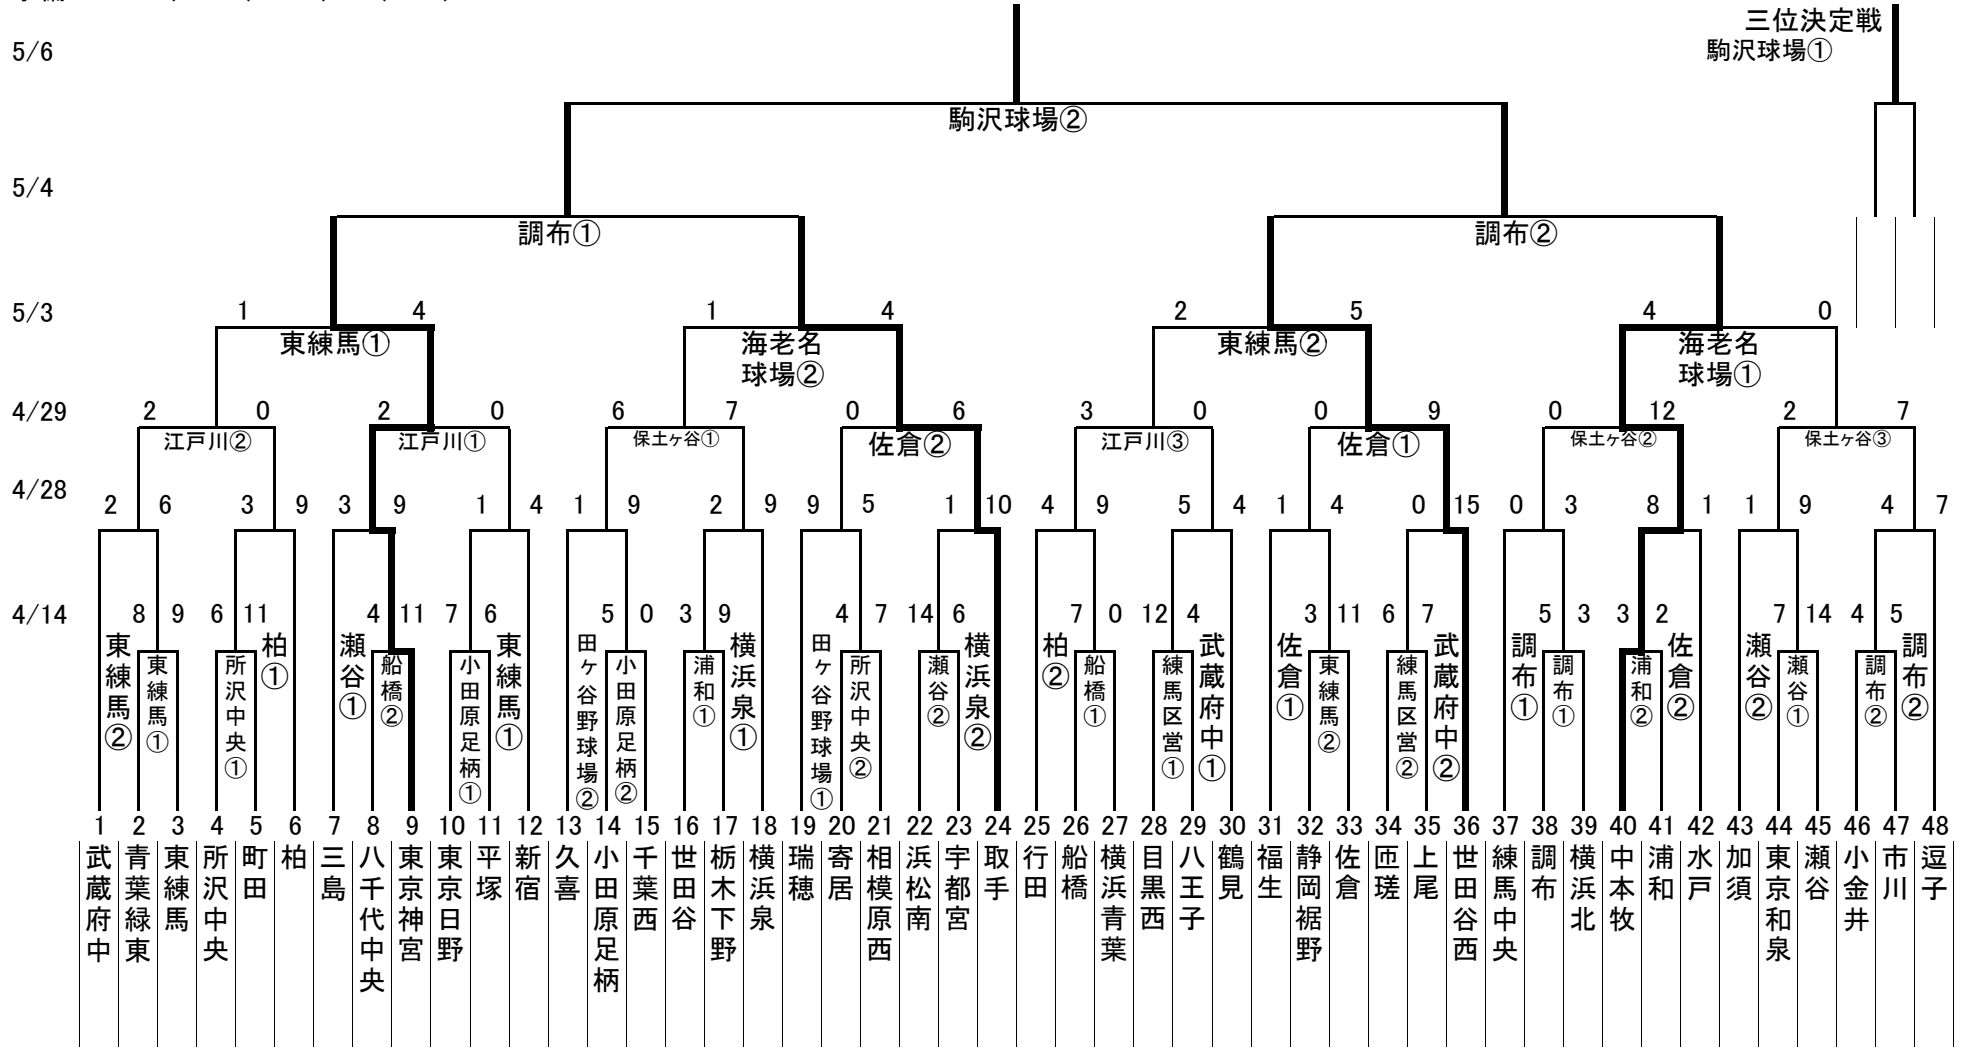 三位決定戦
5/6
駒沢球場①
駒沢球場②
5/4
調布①
調布②
5/3
1 4 1 4 2 5 4 0
東練馬①
海老名
球場②
東練馬②
海老名
球場①
4/29
2 0 2 0 6 7 0 6 3 0 0 9 0 12 2 7
江戸川② 江戸川① 保土ヶ谷① 佐倉② 江戸川③ 佐倉① 保土ヶ谷② 保土ヶ谷③
4/28
2 6 3 9 3 9 1 4 1 9 2 9 9 5 1 10 4 9 5 4 1 4 0 15 0 3 8 1 1 9 4 7
4/14
8 9 6 11 4 11 7 6 5 0 3 9 4 7 14 6 7 0 12 4 3 11 6 7 5 3 3 2 7 14 4 5
東練馬②
東練馬①
所沢中央①
柏①
瀬谷①
船橋②
小田原足柄①
東練馬①
田ヶ谷野球場②
小田原足柄②
浦和①
横浜泉①
田ヶ谷野球場①
所沢中央②
瀬谷②
横浜泉②
柏②
船橋①
練馬区営①
武蔵府中①
佐倉①
東練馬②
練馬区営②
武蔵府中②
調布①
調布①
浦和②
佐倉②
瀬谷②
瀬谷①
調布②
調布②
1 2 3 4 5 6 7 8 9 10 11 12 13 14 15 16 17 18 19 20 21 22 23 24 25 26 27 28 29 30 31 32 33 34 35 36 37 38 39 40 41 42 43 44 45 46 47 48
武蔵府中
青葉緑東
東練馬
所沢中央
町田
柏
三島
八千代中央
東京神宮
東京日野
平塚
新宿
久喜
小田原足柄
千葉西
世田谷
栃木下野
横浜泉
瑞穂
寄居
相模原西
浜松南
宇都宮
取手
行田
船橋
横浜青葉
目黒西
八王子
鶴見
福生
静岡裾野
佐倉
匝瑳
上尾
世田谷西
練馬中央
調布
横浜北
中本牧
浦和
水戸
加須
東京和泉
瀬谷
小金井
市川
逗子